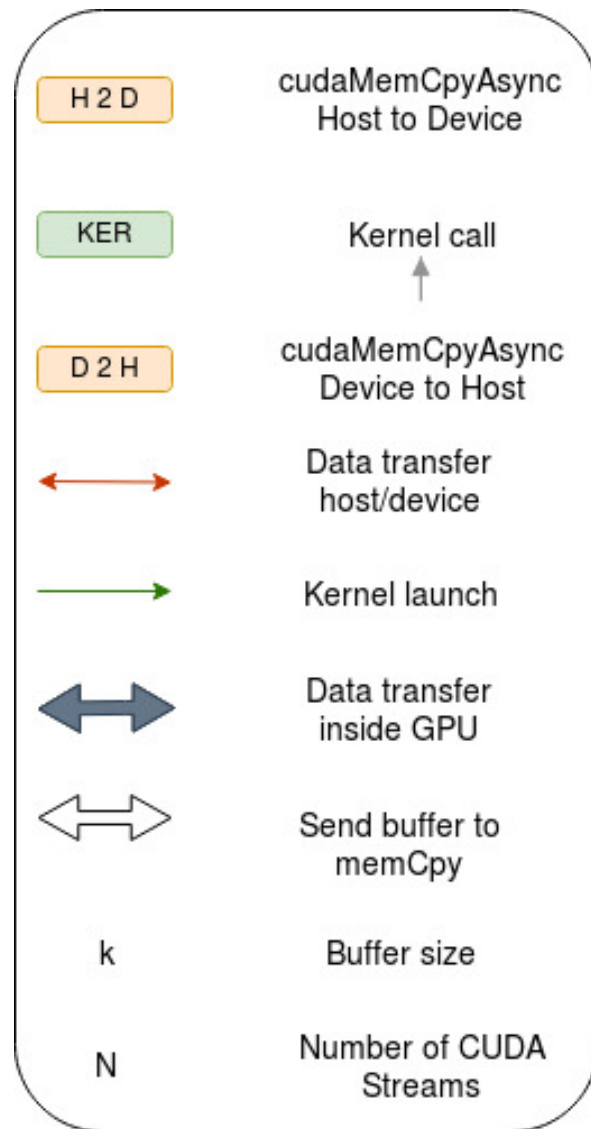 H 2 D
cudaMemCpyAsync
Host to Device
KER
Kernel call
D 2 H
cudaMemCpyAsync
Device to Host
Data transfer
host/device
Kernel launch
Data transfer
inside GPU
Send buffer to
memCpy
k
Buffer size
N
Number of CUDA
Streams